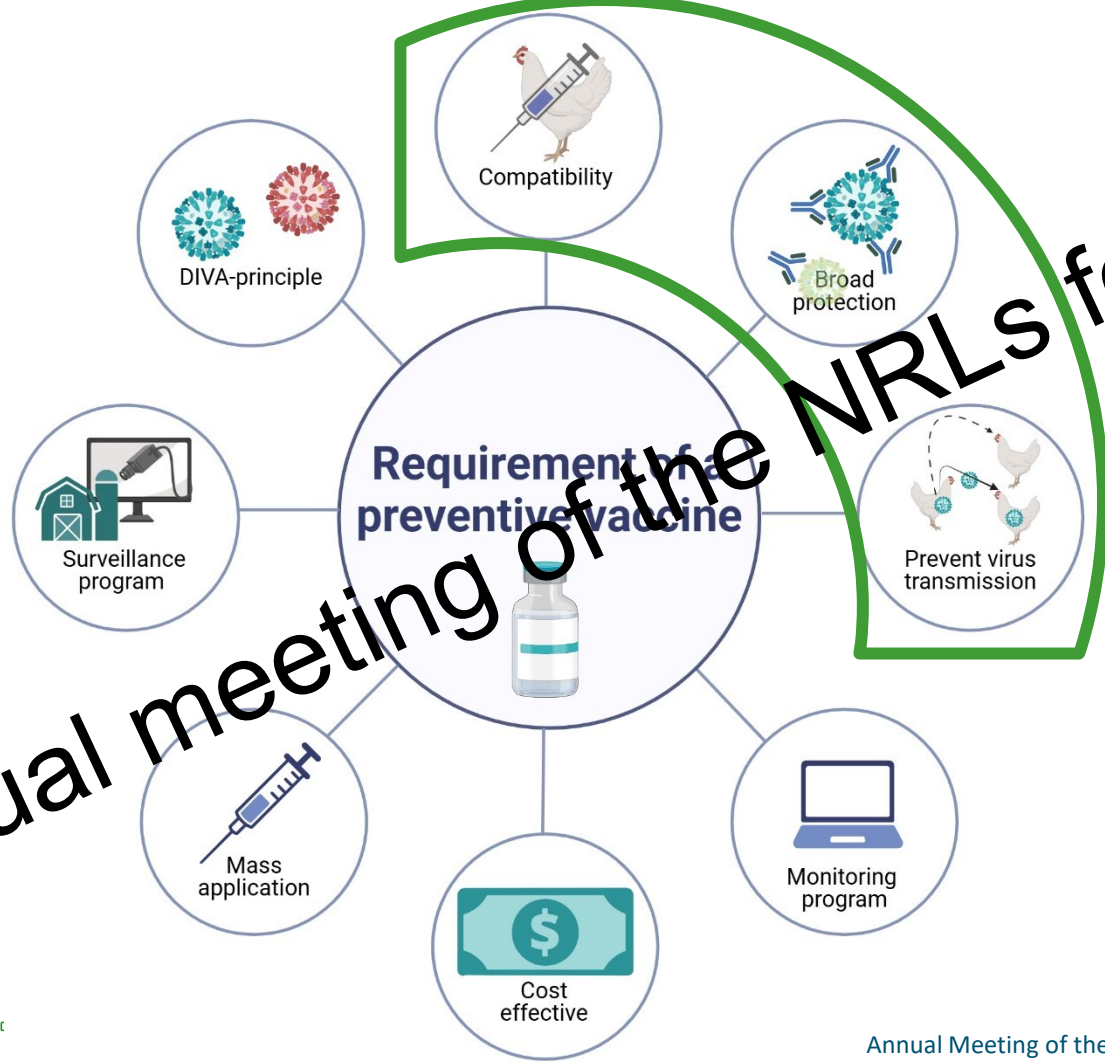 Compatibility
DIVA-principle
Broad
protection
Requirement of a
preventive vaccine
Surveillance
program
Prevent virus
transmission
Mass
application
Monitoring
program
$
Cost
effective
meeting of the NRLs
Annual Meeting of the